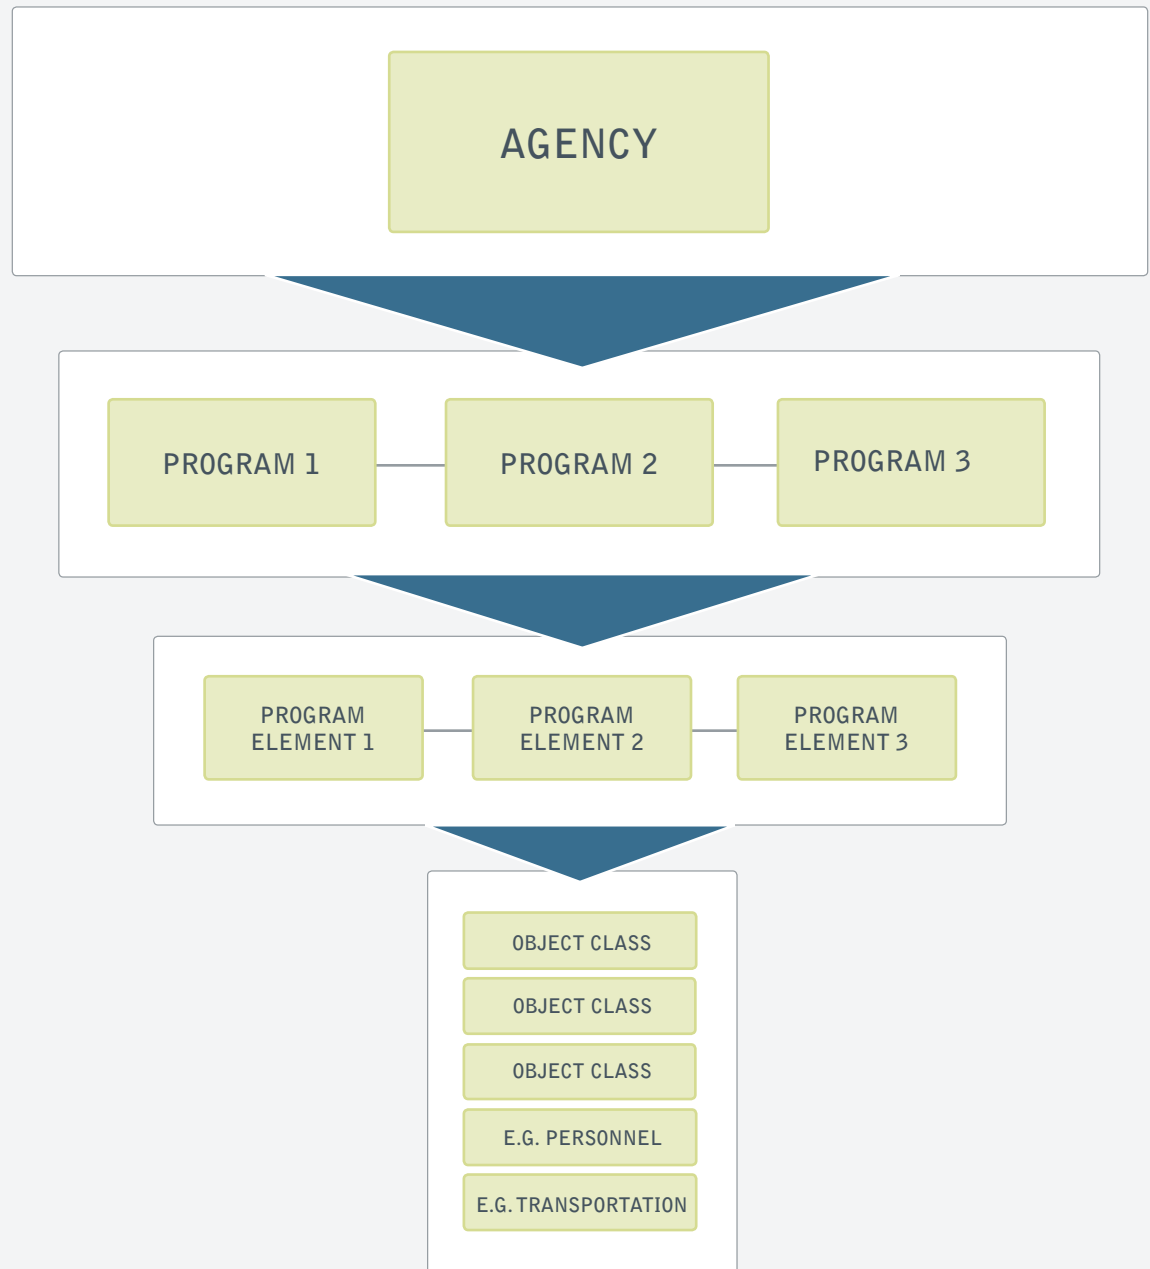 AGENCY
PROGRAM 1
PROGRAM 2
PROGRAM 3
PROGRAM
ELEMENT 1
PROGRAM
ELEMENT 2
PROGRAM
ELEMENT 3
OBJECT CLASS
OBJECT CLASS
OBJECT CLASS
E.G. PERSONNEL
E.G. TRANSPORTATION